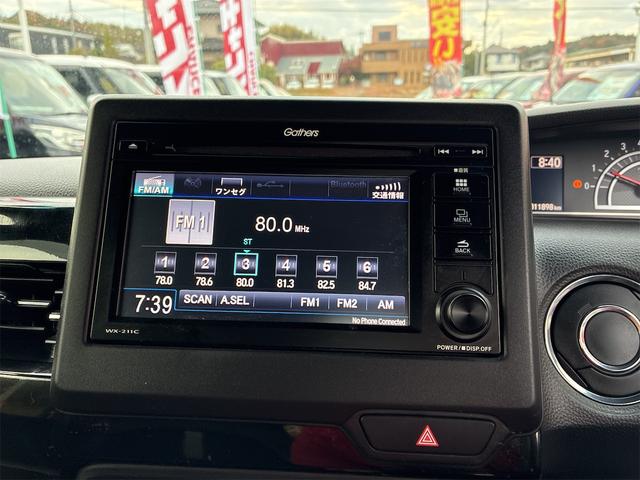 Gathers
FM/AM
ワンセグ
Bluetooth
交通情報
FM 1
80.0 MHz
ST
1 2 3 4 5 6
78.0 78.6 80.0 81.3 82.5 84.7
7:39
SCAN A.SEL FM1 FM2 AM
No Phone Connected
WX-211C
HOME
MENU
BACK
POWER/ DISP.OFF
8:40
11898 km